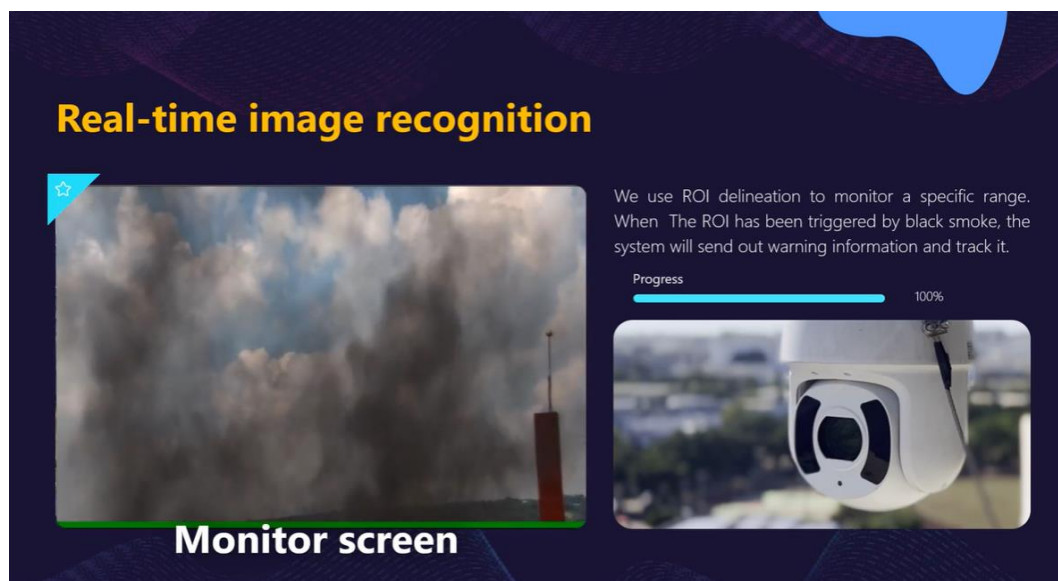 Real-time image recognition
We use ROI delineation to monitor a specific range.
When The ROI has been triggered by black smoke, the
system will send out warning information and track it.
Progress
100%
Monitor screen